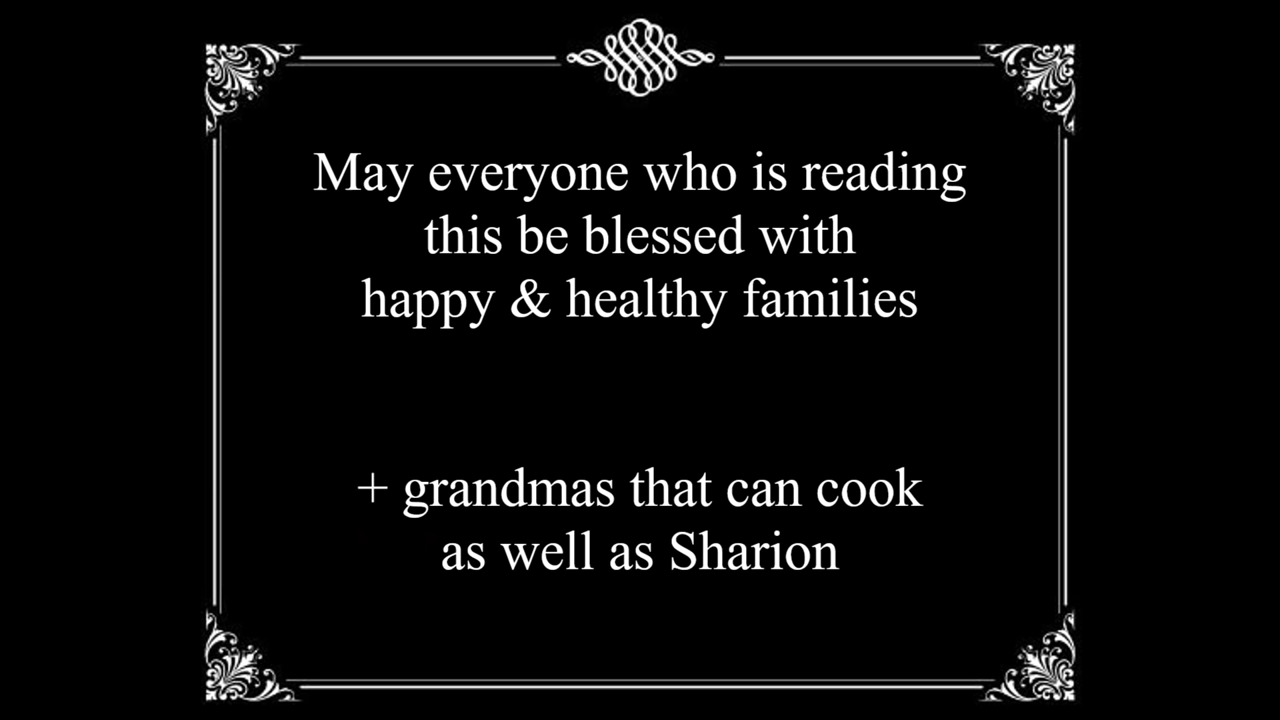 May everyone who is reading
this be blessed with
happy & healthy families
+ grandmas that can cook
as well as Sharion